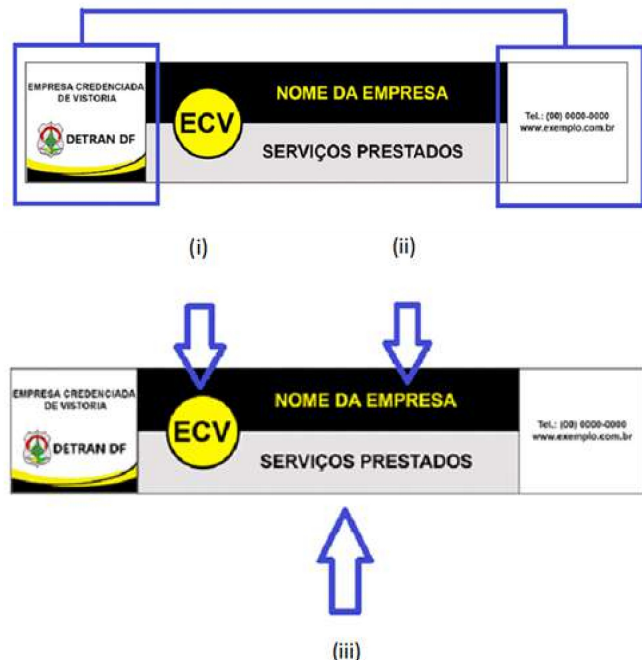 EMPRESA CREDENCIADA
DE VISTORIA
DETRAN DF
ECV
NOME DA EMPRESA
SERVIÇOS PRESTADOS
Tel.: (00) 0000-0000
www.exemplo.com.br
(i)
(ii)
EMPRESA CREDENCIADA
DE VISTORIA
DETRAN DF
ECV
NOME DA EMPRESA
SERVIÇOS PRESTADOS
Tel.: (00) 0000-0000
www.exemplo.com.br
(iii)